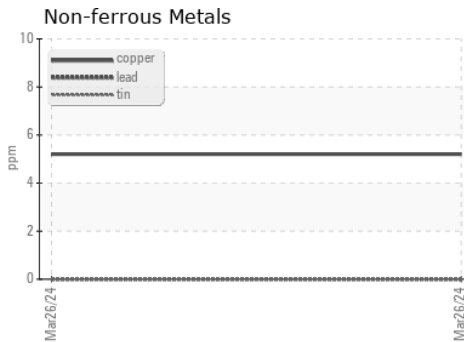 Non-ferrous Metals
10
8
6
4
2
0
ppm
copper
lead
tin
Mar26/24
Mar26/24